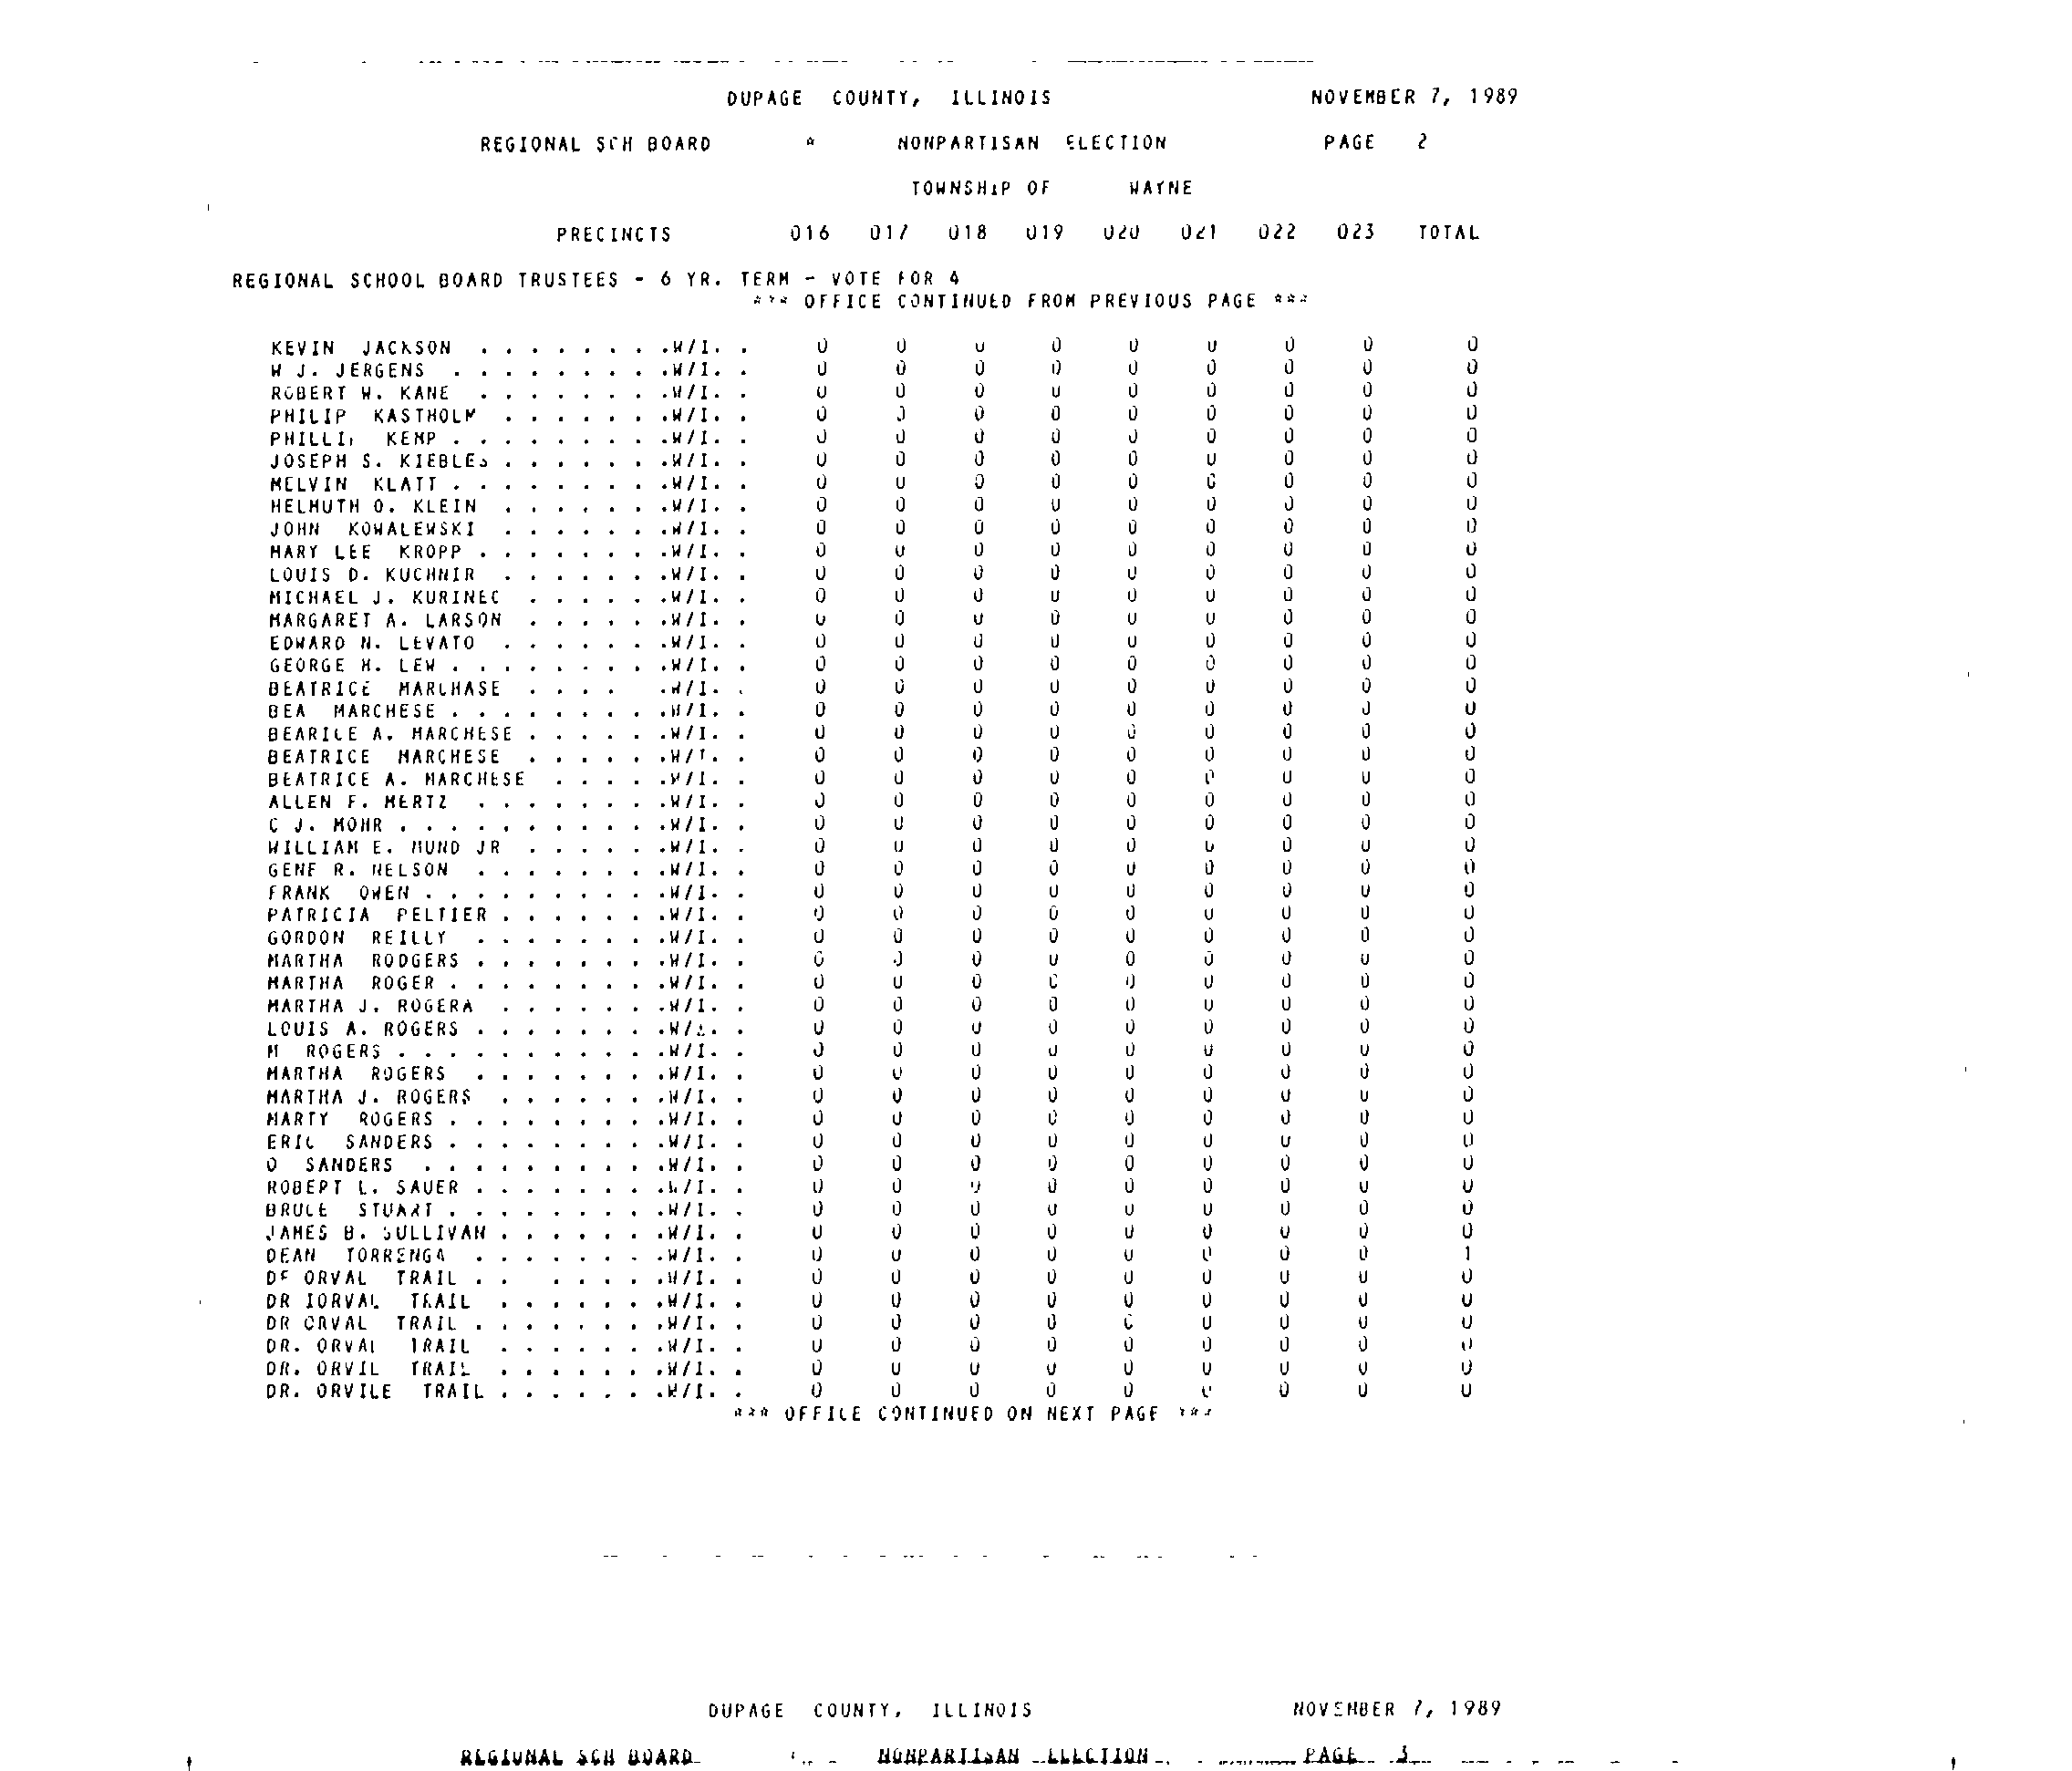 DUPAGE COUNTY, ILLINOIS NOVEMBER 7, 1989
REGIONAL SCH BOARD * NONPARTISAN ELECTION PAGE 2
TOWNSHIP OF WAYNE
PRECINCTS 016 017 018 019 020 021 022 023 TOTAL
REGIONAL SCHOOL BOARD TRUSTEES - 6 YR. TERM - VOTE FOR 4
*** OFFICE CONTINUED FROM PREVIOUS PAGE ***
KEVIN JACKSON . . . . . . . .W/I. . 0 0 0 0 0 0 0 0 0
W J. JERGENS . . . . . . . . .W/I. . 0 0 0 0 0 0 0 0 0
ROBERT W. KANE . . . . . . . .W/I. . 0 0 0 0 0 0 0 0 0
PHILIP KASTHOLM . . . . . . .W/I. . 0 0 0 0 0 0 0 0 0
PHILLIP KEMP . . . . . . . . .W/I. . 0 0 0 0 0 0 0 0 0
JOSEPH S. KIEBLES . . . . . . .W/I. . 0 0 0 0 0 0 0 0 0
MELVIN KLATT . . . . . . . . .W/I. . 0 0 0 0 0 0 0 0 0
HELMUTH O. KLEIN . . . . . . .W/I. . 0 0 0 0 0 0 0 0 0
JOHN KOWALEWSKI . . . . . . .W/I. . 0 0 0 0 0 0 0 0 0
MARY LEE KROPP . . . . . . . .W/I. . 0 0 0 0 0 0 0 0 0
LOUIS D. KUCHNIR . . . . . . .W/I. . 0 0 0 0 0 0 0 0 0
MICHAEL J. KURINEC . . . . . .W/I. . 0 0 0 0 0 0 0 0 0
MARGARET A. LARSON . . . . . .W/I. . 0 0 0 0 0 0 0 0 0
EDWARD N. LEVATO . . . . . . .W/I. . 0 0 0 0 0 0 0 0 0
GEORGE H. LEW . . . . . . . . .W/I. . 0 0 0 0 0 0 0 0 0
BEATRICE MARCHASE . . . . .W/I. . 0 0 0 0 0 0 0 0 0
BEA MARCHESE . . . . . . . . .W/I. . 0 0 0 0 0 0 0 0 0
BEARICE A. MARCHESE . . . . . .W/I. . 0 0 0 0 0 0 0 0 0
BEATRICE MARCHESE . . . . . .W/I. . 0 0 0 0 0 0 0 0 0
BEATRICE A. MARCHESE . . . . .W/I. . 0 0 0 0 0 0 0 0 0
ALLEN F. MERTZ . . . . . . . .W/I. . 0 0 0 0 0 0 0 0 0
C J. MOHR . . . . . . . . . . .W/I. . 0 0 0 0 0 0 0 0 0
WILLIAM E. MUND JR . . . . . .W/I. . 0 0 0 0 0 0 0 0 0
GENE R. NELSON . . . . . . . .W/I. . 0 0 0 0 0 0 0 0 0
FRANK OWEN . . . . . . . . . .W/I. . 0 0 0 0 0 0 0 0 0
PATRICIA PELTIER . . . . . . .W/I. . 0 0 0 0 0 0 0 0 0
GORDON REILLY . . . . . . . .W/I. . 0 0 0 0 0 0 0 0 0
MARTHA RODGERS . . . . . . . .W/I. . 0 0 0 0 0 0 0 0 0
MARTHA ROGER . . . . . . . . .W/I. . 0 0 0 0 0 0 0 0 0
MARTHA J. ROGERA . . . . . . .W/I. . 0 0 0 0 0 0 0 0 0
LOUIS A. ROGERS . . . . . . . .W/I. . 0 0 0 0 0 0 0 0 0
M ROGERS . . . . . . . . . . .W/I. . 0 0 0 0 0 0 0 0 0
MARTHA ROGERS . . . . . . . .W/I. . 0 0 0 0 0 0 0 0 0
MARTHA J. ROGERS . . . . . . .W/I. . 0 0 0 0 0 0 0 0 0
MARTY ROGERS . . . . . . . . .W/I. . 0 0 0 0 0 0 0 0 0
ERIC SANDERS . . . . . . . . .W/I. . 0 0 0 0 0 0 0 0 0
O SANDERS . . . . . . . . . .W/I. . 0 0 0 0 0 0 0 0 0
ROBERT L. SAUER . . . . . . . .W/I. . 0 0 0 0 0 0 0 0 0
BRUCE STUART . . . . . . . . .W/I. . 0 0 0 0 0 0 0 0 0
JAMES B. SULLIVAN . . . . . . .W/I. . 0 0 0 0 0 0 0 0 0
DEAN TORRENGA . . . . . . . .W/I. . 0 0 0 0 0 0 0 0 1
DE ORVAL TRAIL . . . . . . .W/I. . 0 0 0 0 0 0 0 0 0
DR IORVAL TRAIL . . . . . . .W/I. . 0 0 0 0 0 0 0 0 0
DR ORVAL TRAIL . . . . . . . .W/I. . 0 0 0 0 0 0 0 0 0
DR. ORVAL TRAIL . . . . . . .W/I. . 0 0 0 0 0 0 0 0 0
DR. ORVIL TRAIL . . . . . . .W/I. . 0 0 0 0 0 0 0 0 0
DR. ORVILE TRAIL . . . . . . .W/I. . 0 0 0 0 0 0 0 0 0
*** OFFICE CONTINUED ON NEXT PAGE ***
DUPAGE COUNTY, ILLINOIS NOVEMBER 7, 1989
REGIONAL SCH BOARD NONPARTISAN ELECTION PAGE 3